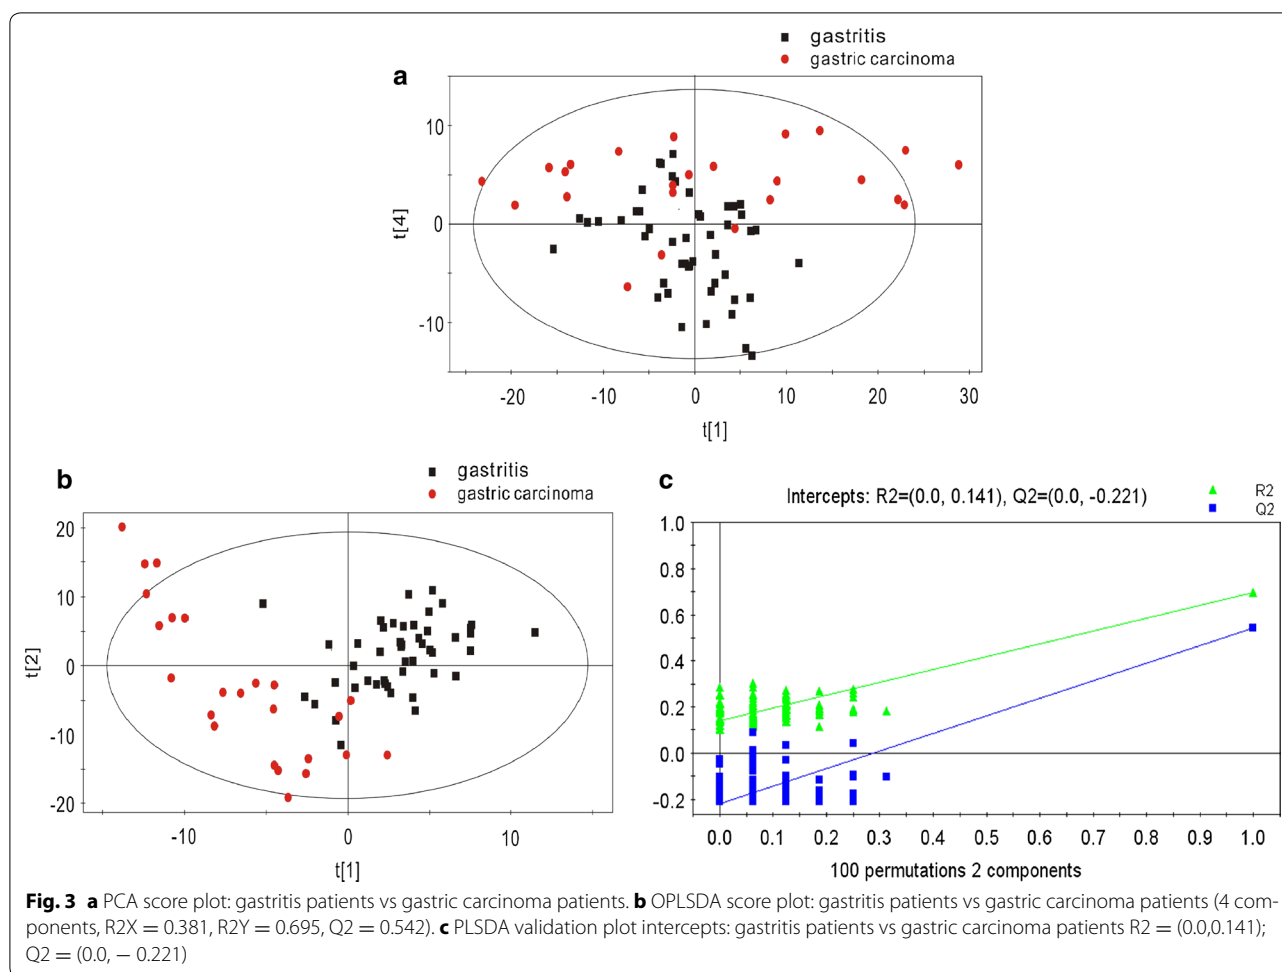 gastritis
gastric carcinoma
a
10
0
-10
t[4]
-20
-10
0
10
20
30
t[1]
b
gastritis
gastric carcinoma
20
10
0
-10
-20
t[2]
-10
0
10
t[1]
c
Intercepts: R2=(0.0, 0.141), Q2=(0.0, -0.221)
R2
Q2
1.0
0.8
0.6
0.4
0.2
0.0
-0.2
0.0 0.1 0.2 0.3 0.4 0.5 0.6 0.7 0.8 0.9 1.0
100 permutations 2 components
Fig. 3 a PCA score plot: gastritis patients vs gastric carcinoma patients. b OPLSDA score plot: gastritis patients vs gastric carcinoma patients (4 com-
ponents, R2X = 0.381, R2Y = 0.695, Q2 = 0.542). c PLSDA validation plot intercepts: gastritis patients vs gastric carcinoma patients R2 = (0.0,0.141);
Q2 = (0.0, − 0.221)